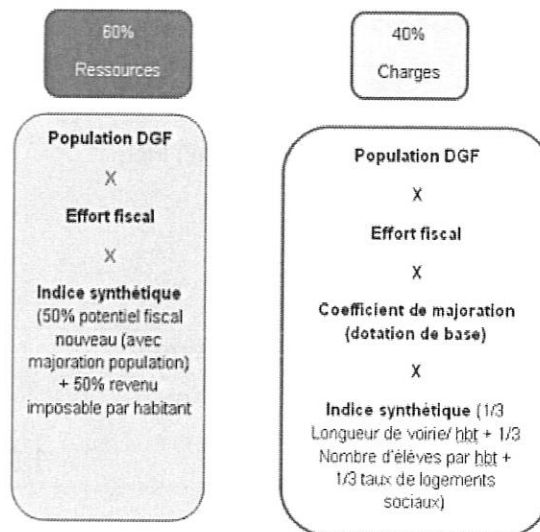 60%
Ressources
Population DGF
X
Effort fiscal
X
Indice synthétique
(50% potentiel fiscal
nouveau (avec
majoration population)
+ 50% revenu
imposable par habitant
40%
Charges
Population DGF
X
Effort fiscal
X
Coefficient de majoration
(dotation de base)
X
Indice synthétique (1/3
Longueur de voirie/ hbt + 1/3
Nombre d'élèves par hbt +
1/3 taux de logements
sociaux)